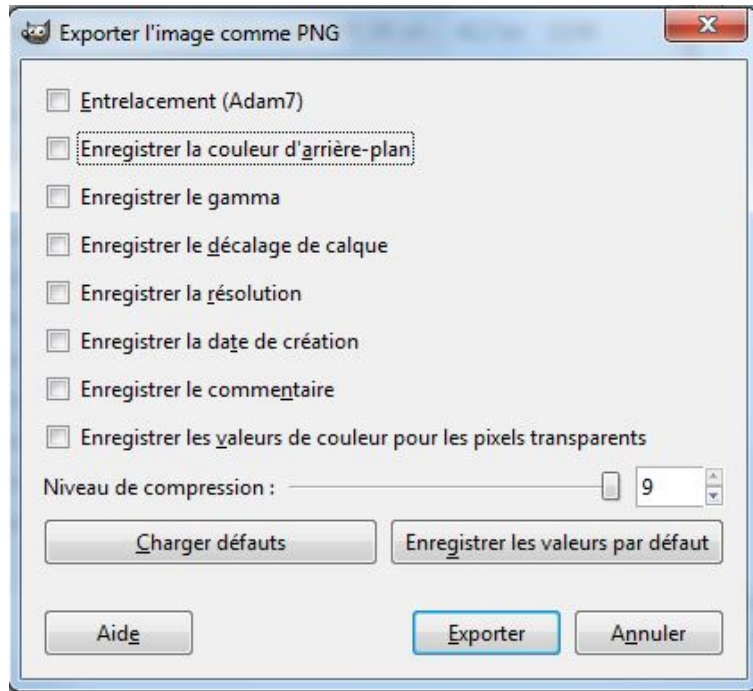 Exporter l'image comme PNG
Entrelacement (Adam7)
Enregistrer la couleur d'arrière-plan
Enregistrer le gamma
Enregistrer le décalage de calque
Enregistrer la résolution
Enregistrer la date de création
Enregistrer le commentaire
Enregistrer les valeurs de couleur pour les pixels transparents
Niveau de compression : 9
Charger défauts Enregistrer les valeurs par défaut
Aide Exporter Annuler